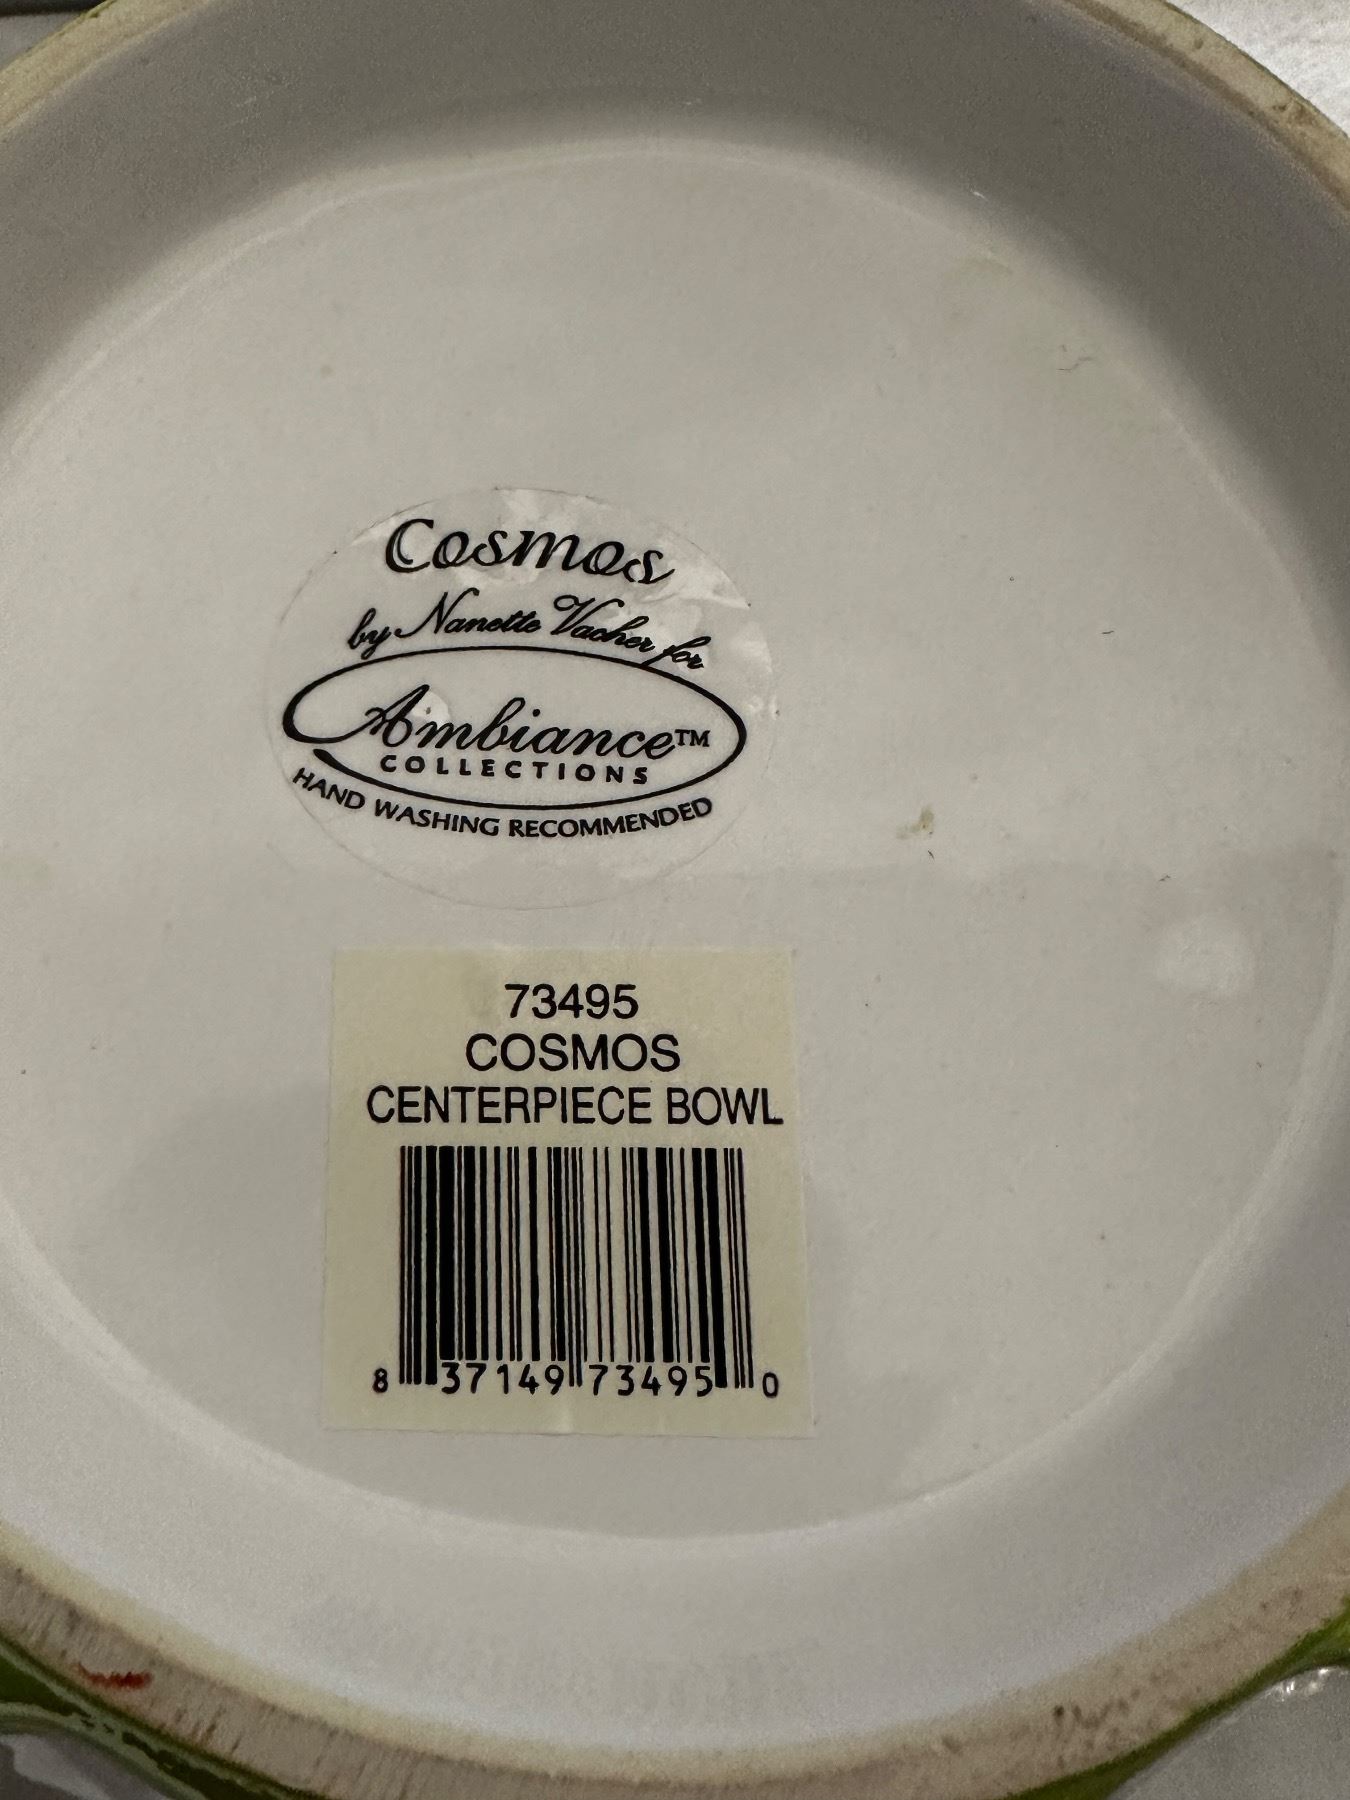 Cosmos
by Nanette Vacher for
Ambiance™
COLLECTIONS
HAND WASHING RECOMMENDED
73495
COSMOS
CENTERPIECE BOWL
8 37149 73495 0